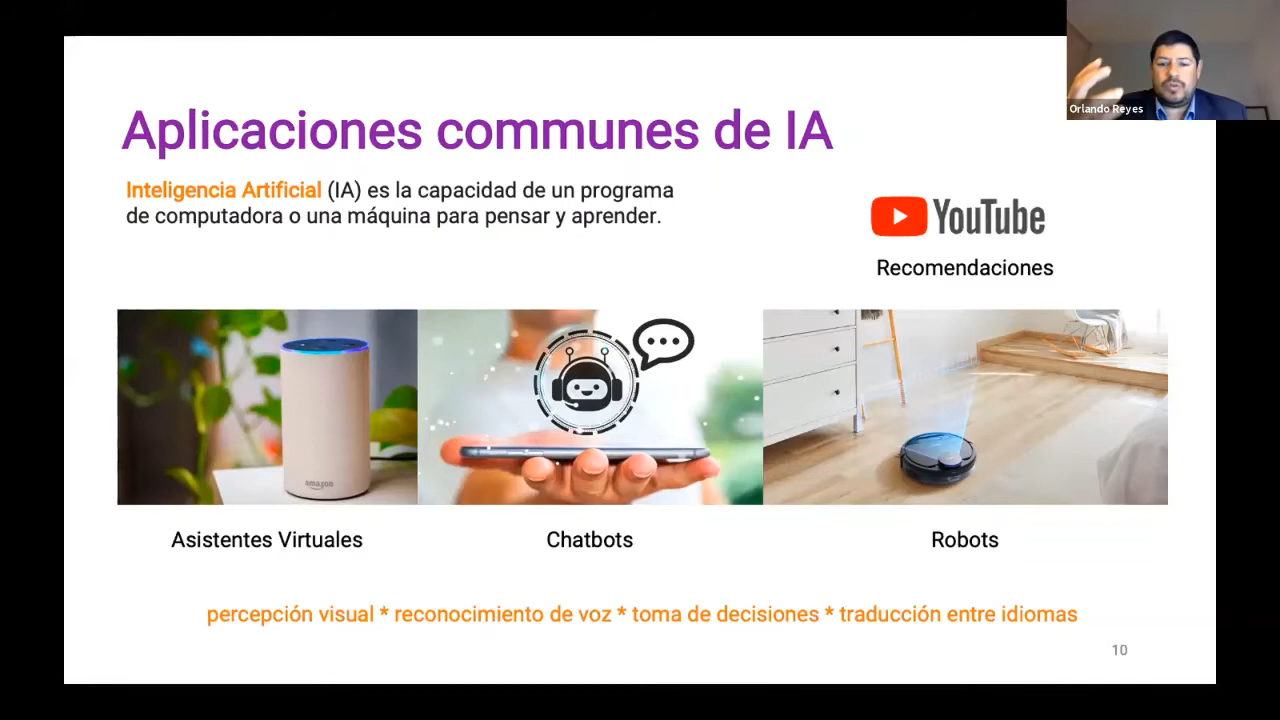 Orlando Reyes
Aplicaciones communes de IA
Inteligencia Artificial (IA) es la capacidad de un programa
de computadora o una máquina para pensar y aprender.
YouTube
Recomendaciones
amazon
Asistentes Virtuales
Chatbots
Robots
percepción visual * reconocimiento de voz * toma de decisiones * traducción entre idiomas
10